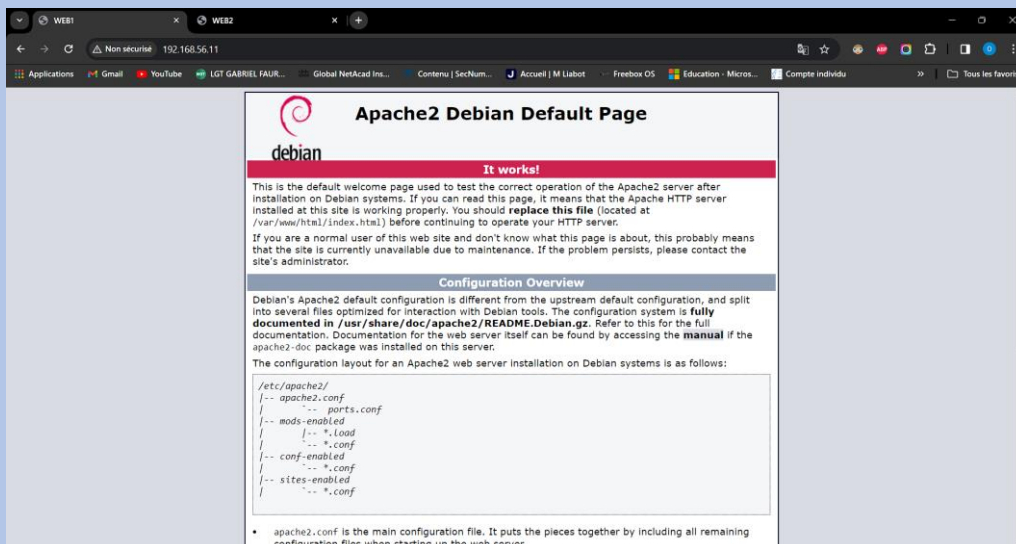 WEB1
WEB2
Non sécurisé 192.168.56.11
Applications Gmail YouTube LGT GABRIEL FAUR... Global NetAcad Ins... Contenu | SecNum... Accueil | M Liabot Freebox OS Education - Micros... Compte individu » Tous les favoris
debian
Apache2 Debian Default Page
It works!
This is the default welcome page used to test the correct operation of the Apache2 server after
installation on Debian systems. If you can read this page, it means that the Apache HTTP server
installed at this site is working properly. You should replace this file (located at
/var/www/html/index.html) before continuing to operate your HTTP server.
If you are a normal user of this web site and don't know what this page is about, this probably means
that the site is currently unavailable due to maintenance. If the problem persists, please contact the
site's administrator.
Configuration Overview
Debian's Apache2 default configuration is different from the upstream default configuration, and split
into several files optimized for interaction with Debian tools. The configuration system is fully
documented in /usr/share/doc/apache2/README.Debian.gz. Refer to this for the full
documentation. Documentation for the web server itself can be found by accessing the manual if the
apache2-doc package was installed on this server.
The configuration layout for an Apache2 web server installation on Debian systems is as follows:
/etc/apache2/
|-- apache2.conf
|       `--  ports.conf
|-- mods-enabled
|       |-- *.load
|       `-- *.conf
|-- conf-enabled
|       `-- *.conf
|-- sites-enabled
|       `-- *.conf
• apache2.conf is the main configuration file. It puts the pieces together by including all remaining
configuration files when starting up the web server.